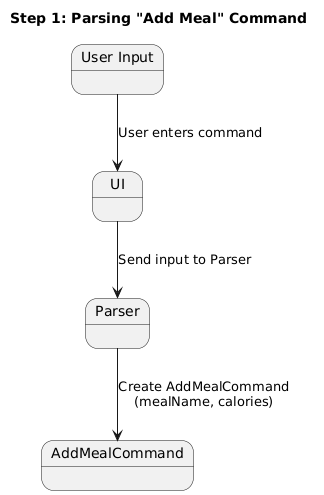 Step 1: Parsing "Add Meal" Command
User Input
User enters command
UI
Send input to Parser
Parser
Create AddMealCommand
(mealName, calories)
AddMealCommand